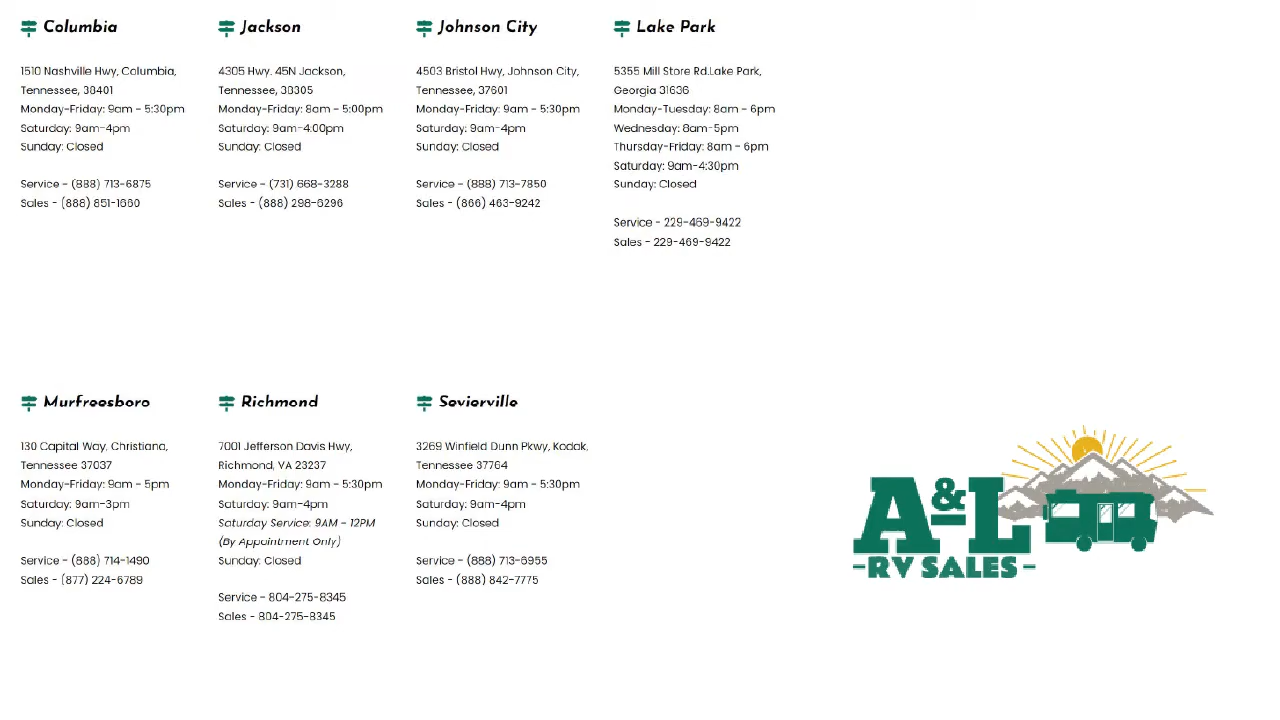 Columbia
1510 Nashville Hwy, Columbia,
Tennessee, 38401
Monday-Friday: 9am - 5:30pm
Saturday: 9am-4pm
Sunday: Closed
Service - (888) 713-6875
Sales - (888) 851-1660
Jackson
4305 Hwy. 45N Jackson,
Tennessee, 38305
Monday-Friday: 8am - 5:00pm
Saturday: 9am-4:00pm
Sunday: Closed
Service - (731) 668-3288
Sales - (888) 298-6296
Johnson City
4503 Bristol Hwy, Johnson City,
Tennessee, 37601
Monday-Friday: 9am - 5:30pm
Saturday: 9am-4pm
Sunday: Closed
Service - (888) 713-7850
Sales - (866) 463-9242
Lake Park
5355 Mill Store Rd.Lake Park,
Georgia 31636
Monday-Tuesday: 8am - 6pm
Wednesday: 8am-5pm
Thursday-Friday: 8am - 6pm
Saturday: 9am-4:30pm
Sunday: Closed
Service - 229-469-9422
Sales - 229-469-9422
Murfreesboro
130 Capital Way, Christiana,
Tennessee 37037
Monday-Friday: 9am - 5pm
Saturday: 9am-3pm
Sunday: Closed
Service - (888) 714-1490
Sales - (877) 224-6789
Richmond
7001 Jefferson Davis Hwy,
Richmond, VA 23237
Monday-Friday: 9am - 5:30pm
Saturday: 9am-4pm
Saturday Service: 9AM - 12PM
(By Appointment Only)
Sunday: Closed
Service - 804-275-8345
Sales - 804-275-8345
Sevierville
3269 Winfield Dunn Pkwy, Kodak,
Tennessee 37764
Monday-Friday: 9am - 5:30pm
Saturday: 9am-4pm
Sunday: Closed
Service - (888) 713-6955
Sales - (888) 842-7775
A&L
-RV SALES-